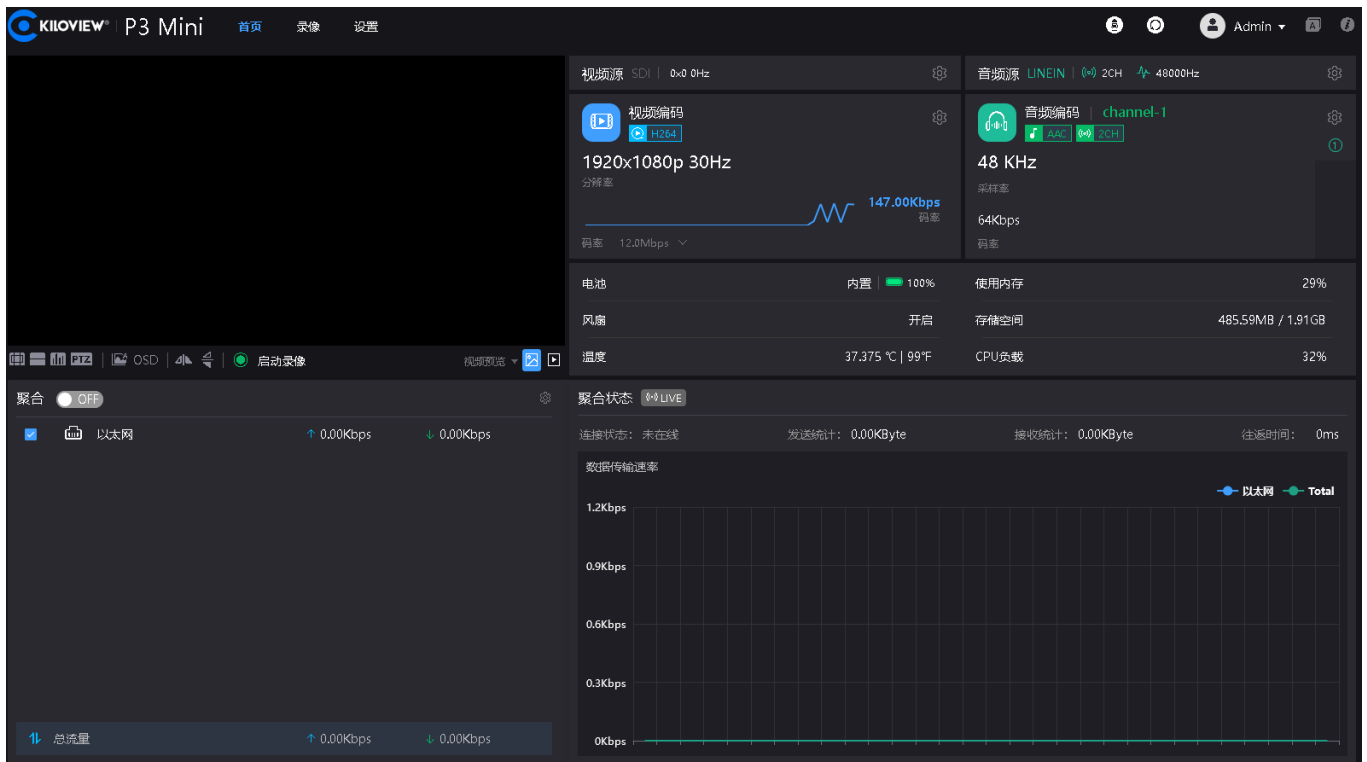 KILOVIEW® P3 Mini 首页 录像 设置 Admin
视频源 SDI 0x0 0Hz
音频源 LINEIN 2CH 48000Hz
视频编码
H264
1920x1080p 30Hz
分辨率
147.00Kbps
码率
码率 12.0Mbps
音频编码 channel-1
AAC 2CH
1
48 KHz
采样率
64Kbps
码率
电池 内置 100%
使用内存 29%
风扇 开启
存储空间 485.59MB / 1.91GB
温度 37.375 ℃ | 99℉
CPU负载 32%
PTZ OSD 启动录像 视频预览
聚合 OFF
以太网 0.00Kbps 0.00Kbps
总流量 0.00Kbps 0.00Kbps
聚合状态 LIVE
连接状态: 未在线 发送统计: 0.00KByte 接收统计: 0.00KByte 往返时间: 0ms
数据传输速率
以太网 Total
1.2Kbps
0.9Kbps
0.6Kbps
0.3Kbps
0Kbps